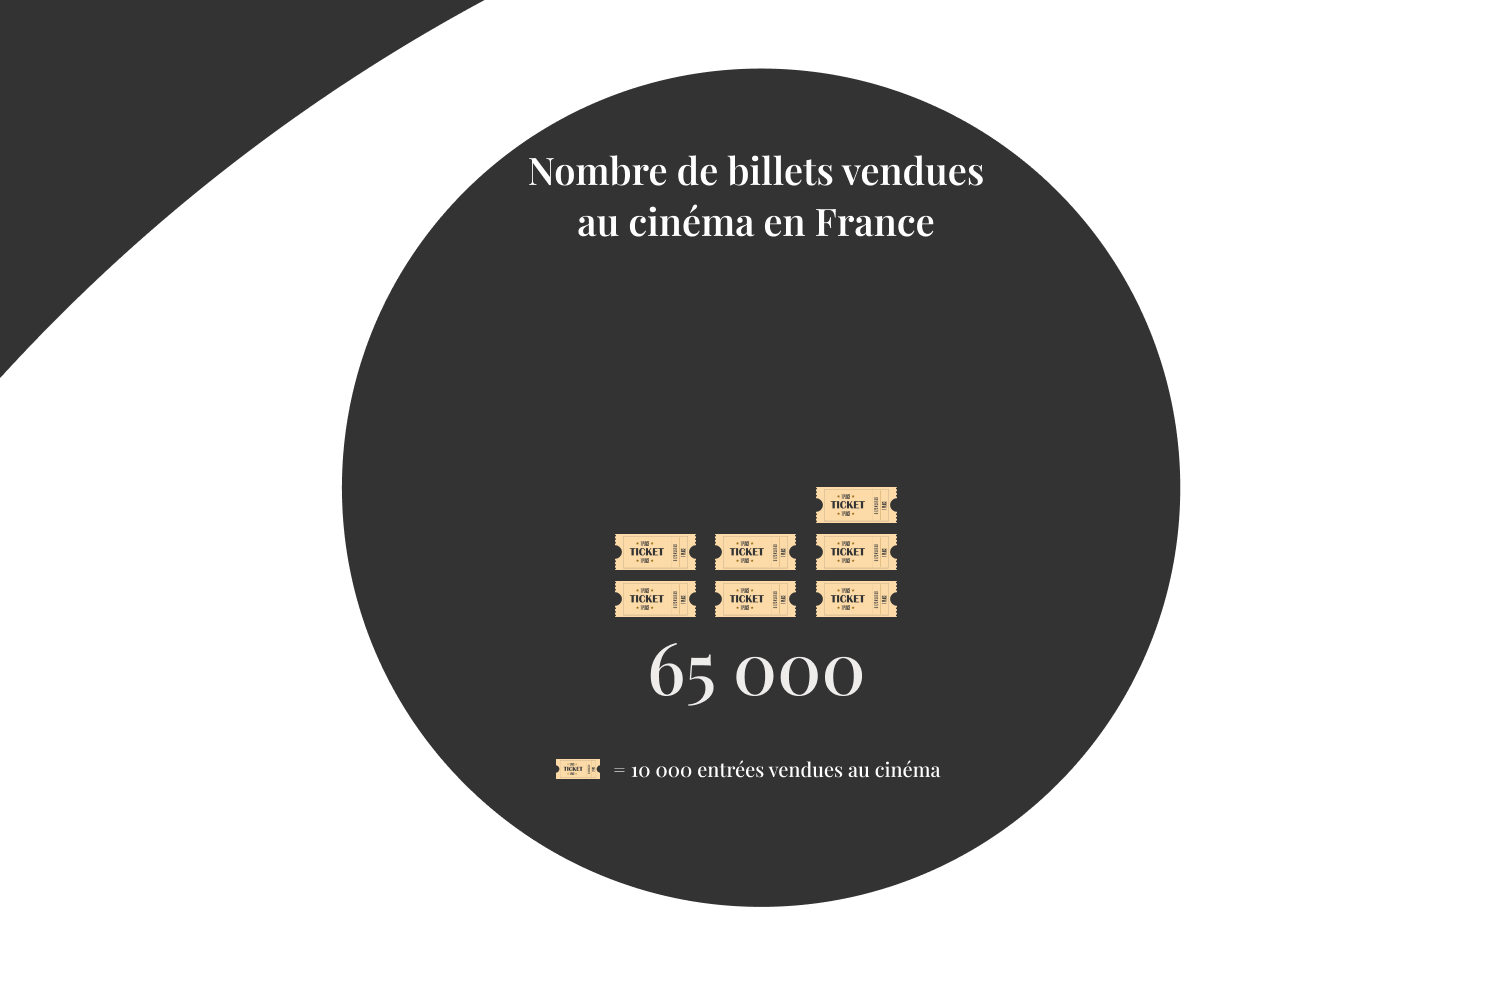 Nombre de billets vendues
au cinéma en France
TICKET
TICKET TICKET TICKET
TICKET TICKET TICKET
65 000
TICKET = 10 000 entrées vendues au cinéma